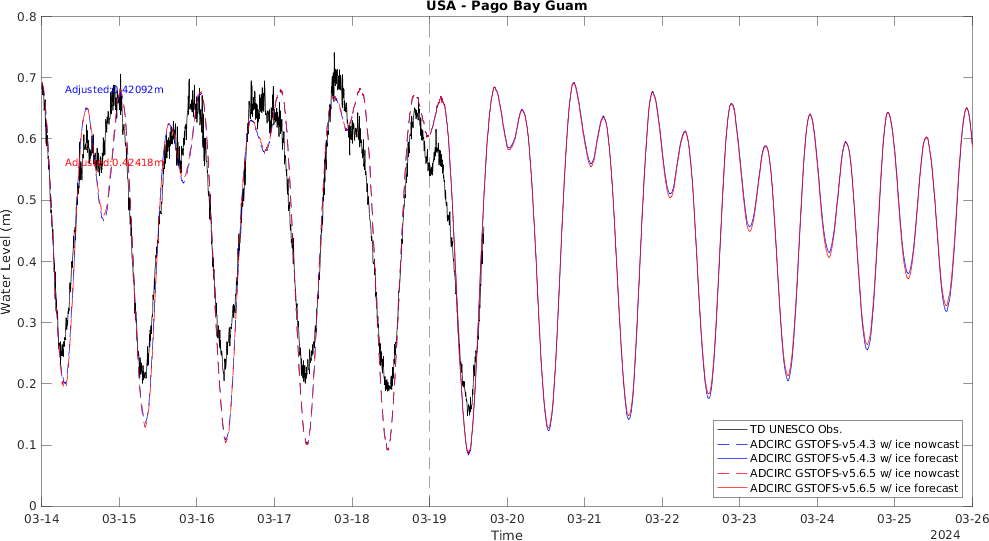 USA - Pago Bay Guam
0.8
0.7
0.6
0.5
0.4
0.3
0.2
0.1
0
Water Level (m)
Adjusted:0.42092m
Adjusted:0.42418m
TD UNESCO Obs.
ADCIRC GSTOFS-v5.4.3 w/ ice nowcast
ADCIRC GSTOFS-v5.4.3 w/ ice forecast
ADCIRC GSTOFS-v5.6.5 w/ ice nowcast
ADCIRC GSTOFS-v5.6.5 w/ ice forecast
03-14 03-15 03-16 03-17 03-18 03-19 03-20 03-21 03-22 03-23 03-24 03-25 03-26
Time
2024